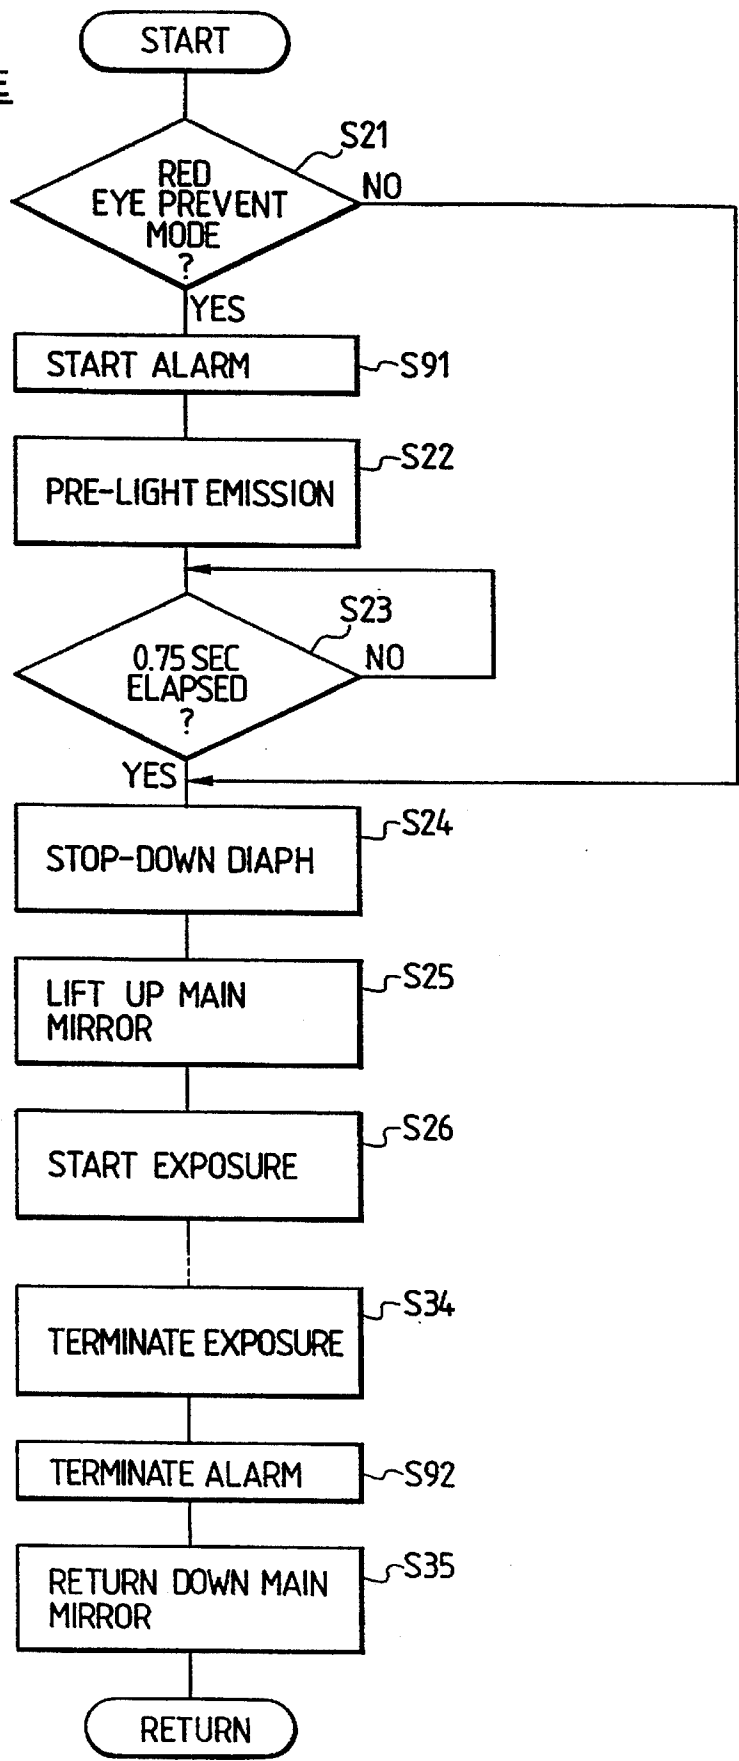 START
E
S21
RED
EYE PREVENT
MODE
?
NO
YES
START ALARM
S91
S22
PRE-LIGHT EMISSION
S23
0.75 SEC
ELAPSED
?
NO
YES
S24
STOP-DOWN DIAPH
S25
LIFT UP MAIN
MIRROR
S26
START EXPOSURE
S34
TERMINATE EXPOSURE
TERMINATE ALARM
S92
S35
RETURN DOWN MAIN
MIRROR
RETURN